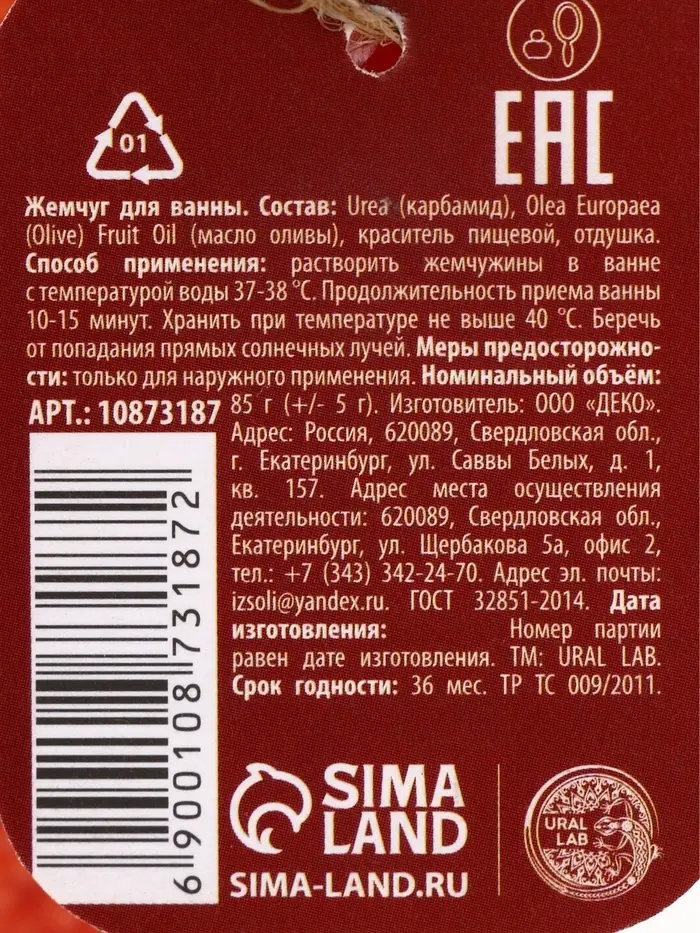 01
EAC
Жемчуг для ванны. Состав: Urea (карбамид), Olea Europaea
(Olive) Fruit Oil (масло оливы), краситель пищевой, отдушка.
Способ применения: растворить жемчужины в ванне
с температурой воды 37-38 °С. Продолжительность приема ванны
10-15 минут. Хранить при температуре не выше 40 °С. Беречь
от попадания прямых солнечных лучей. Меры предосторожно-
сти: только для наружного применения. Номинальный объём:
АРТ.: 10873187 85 г (+/- 5 г). Изготовитель: ООО «ДЕКО».
Адрес: Россия, 620089, Свердловская обл.,
г. Екатеринбург, ул. Саввы Белых, д. 1,
кв. 157. Адрес места осуществления
деятельности: 620089, Свердловская обл.,
Екатеринбург, ул. Щербакова 5а, офис 2,
тел.: +7 (343) 342-24-70. Адрес эл. почты:
izsoli@yandex.ru. ГОСТ 32851-2014. Дата
изготовления: Номер партии
равен дате изготовления. ТМ: URAL LAB.
Срок годности: 36 мес. ТР ТС 009/2011.
6900108731872
SIMA
LAND
SIMA-LAND.RU
URAL
LAB